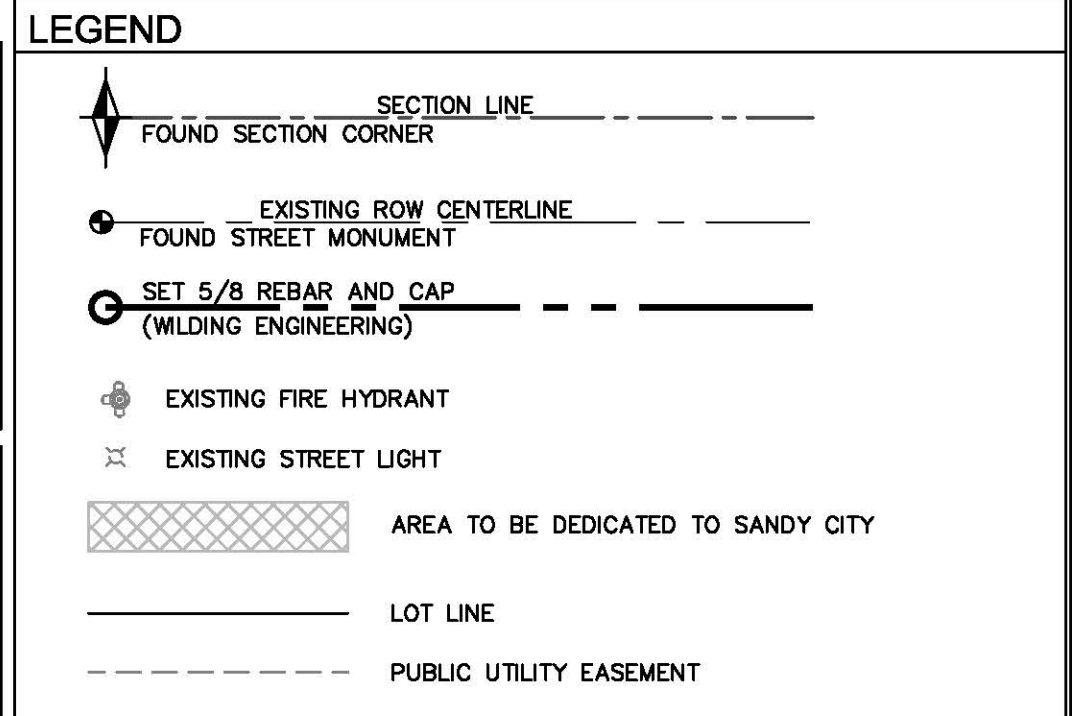 LEGEND
SECTION LINE
FOUND SECTION CORNER
EXISTING ROW CENTERLINE
FOUND STREET MONUMENT
SET 5/8 REBAR AND CAP
(WILDING ENGINEERING)
EXISTING FIRE HYDRANT
EXISTING STREET LIGHT
AREA TO BE DEDICATED TO SANDY CITY
LOT LINE
PUBLIC UTILITY EASEMENT